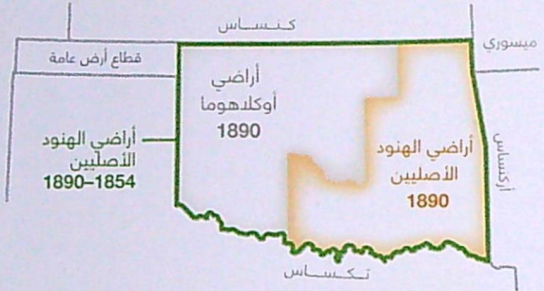 كنساس
ميسوري
قطاع أرض عامة
أراضي
أوكلاهوما
1890
أراضي الهنود
الأصليين
1890–1854
أراضي الهنود
الأصليين
1890
أركنساس
تكساس